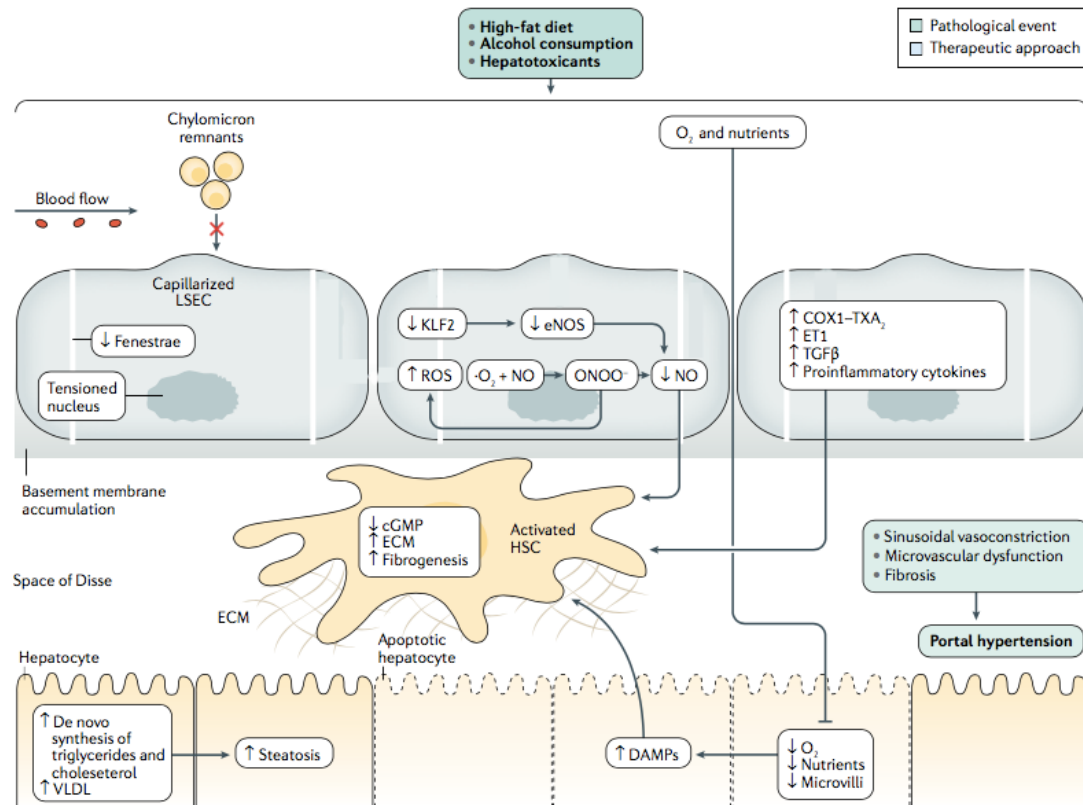 • High-fat diet
• Alcohol consumption
• Hepatotoxicants
Pathological event
Therapeutic approach
Chylomicron
remnants
O₂ and nutrients
Blood flow
Capillarized
LSEC
↓ Fenestrae
Tensioned
nucleus
↓ KLF2
↓ eNOS
↑ ROS
·O₂ + NO
ONOO⁻
↓ NO
↑ COX1–TXA₂
↑ ET1
↑ TGFβ
↑ Proinflammatory cytokines
Basement membrane
accumulation
↓ cGMP
↑ ECM
↑ Fibrogenesis
Activated
HSC
• Sinusoidal vasoconstriction
• Microvascular dysfunction
• Fibrosis
Space of Disse
ECM
Portal hypertension
Hepatocyte
Apoptotic
hepatocyte
↑ De novo
synthesis of
triglycerides and
choleseterol
↑ VLDL
↑ Steatosis
↑ DAMPs
↓ O₂
↓ Nutrients
↓ Microvilli